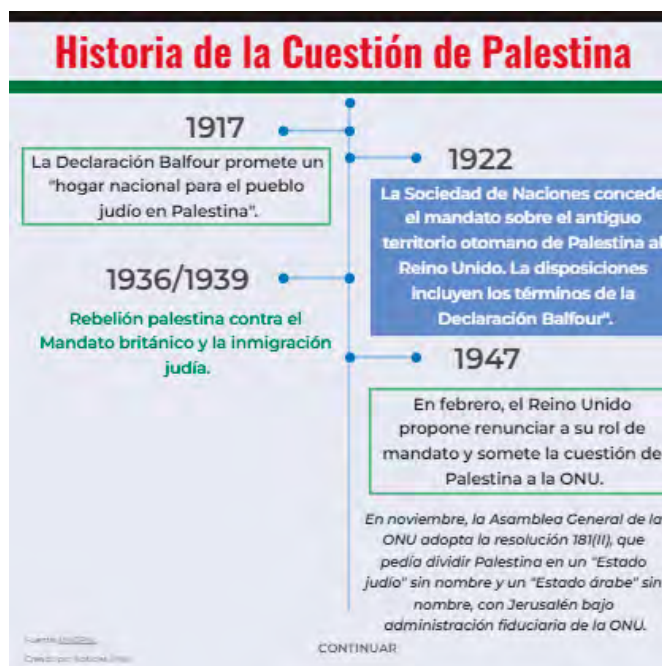 Historia de la Cuestión de Palestina
1917
La Declaración Balfour promete un
"hogar nacional para el pueblo
judío en Palestina".
1922
La Sociedad de Naciones concede
el mandato sobre el antiguo
territorio otomano de Palestina al
Reino Unido. La disposiciones
incluyen los términos de la
Declaración Balfour".
1936/1939
Rebelión palestina contra el
Mandato británico y la inmigración
judía.
1947
En febrero, el Reino Unido
propone renunciar a su rol de
mandato y somete la cuestión de
Palestina a la ONU.
En noviembre, la Asamblea General de la
ONU adopta la resolución 181(II), que
pedía dividir Palestina en un "Estado
judío" sin nombre y un "Estado árabe" sin
nombre, con Jerusalén bajo
administración fiduciaria de la ONU.
CONTINUAR